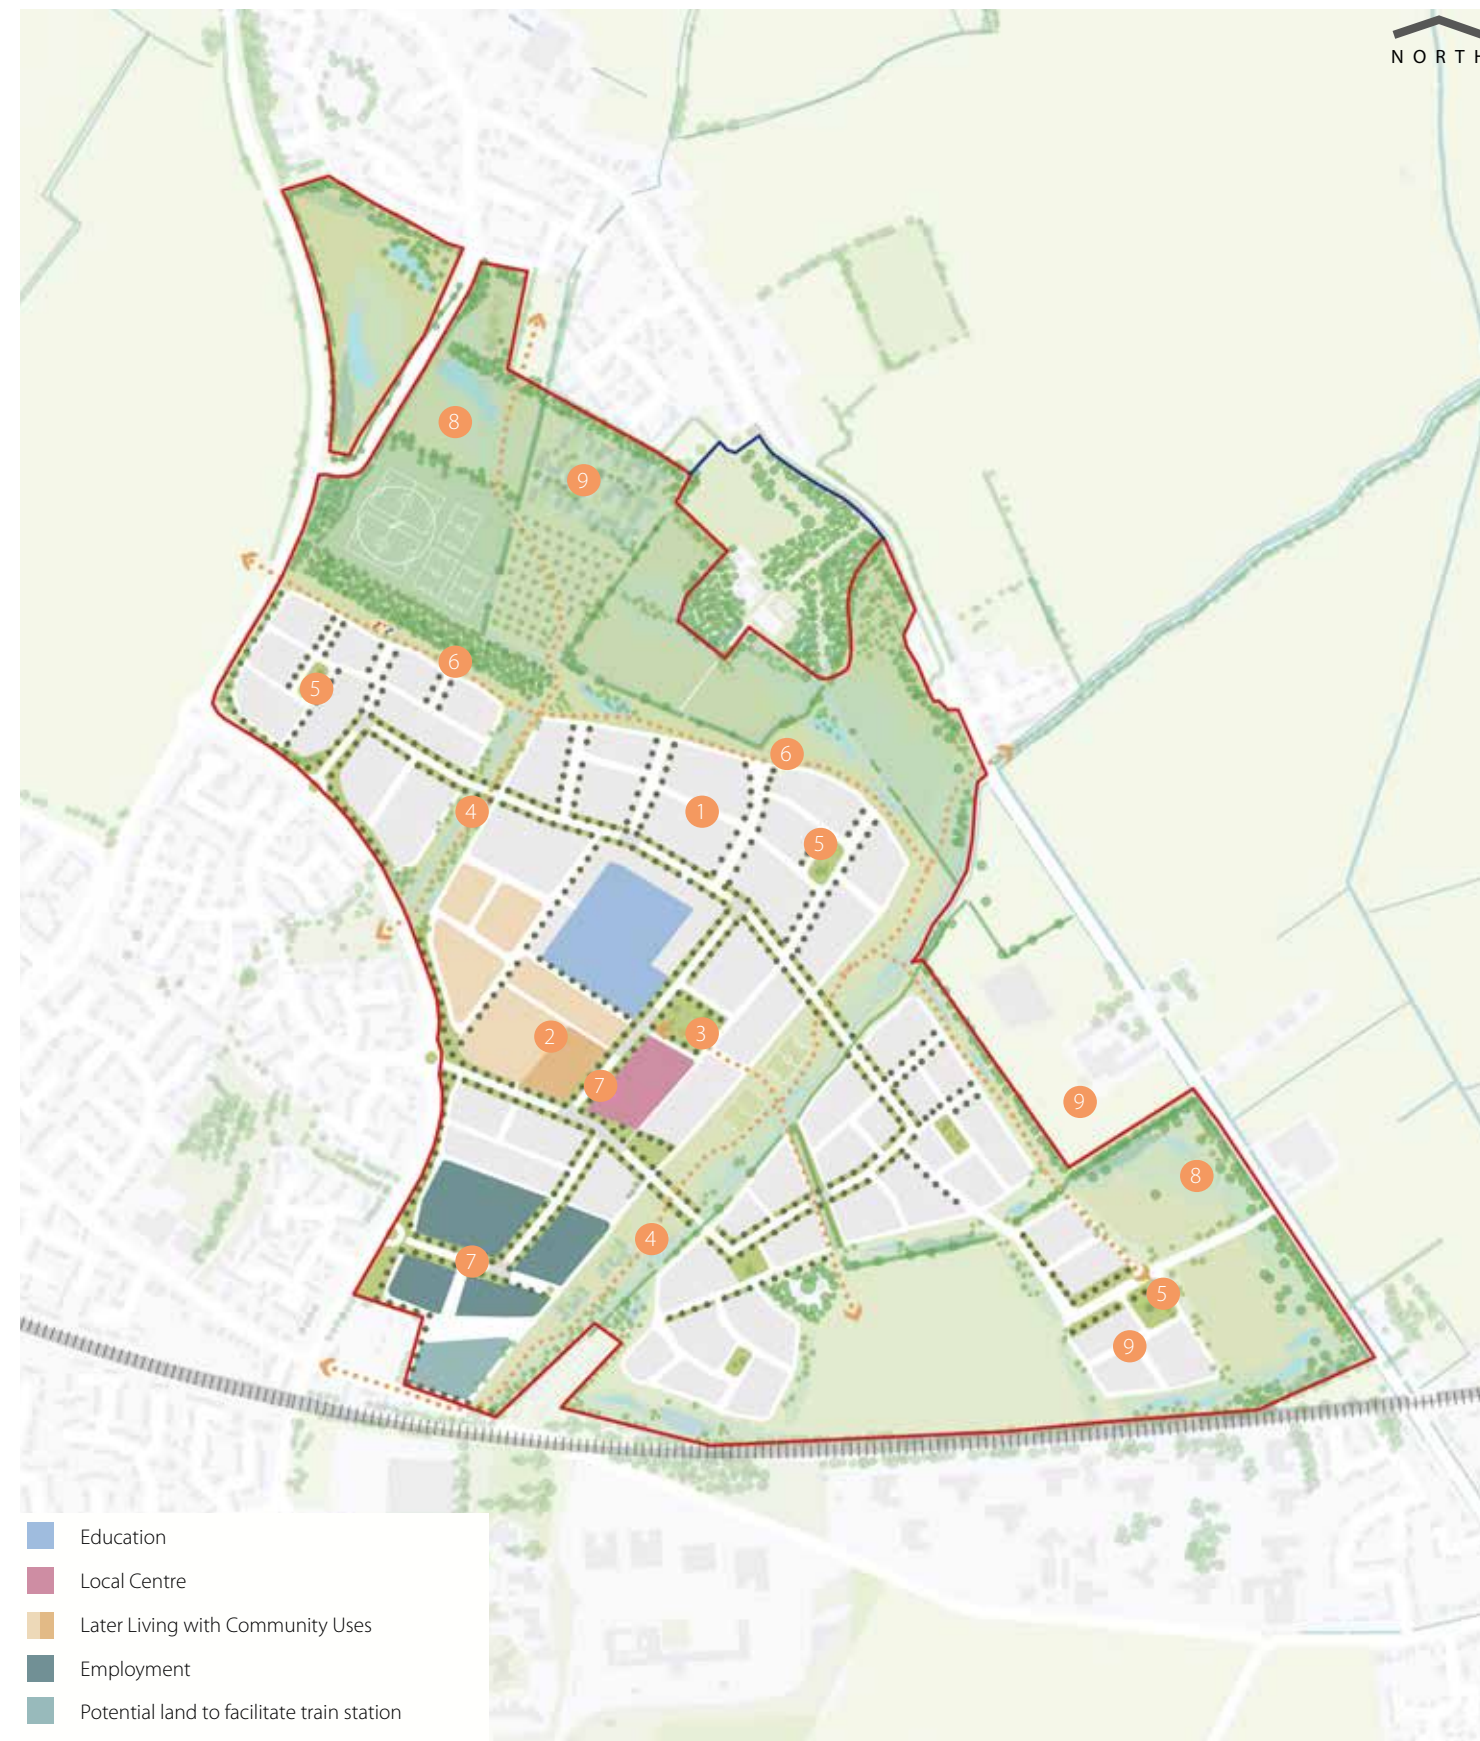 NORTH
8
9
6
5
6
4
1
5
2
3
7
9
8
4
7
5
9
Education
Local Centre
Later Living with Community Uses
Employment
Potential land to facilitate train station